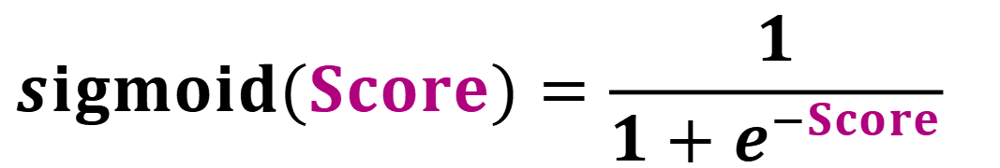 sigmoid(Score) = 1 / 1 + e^−Score